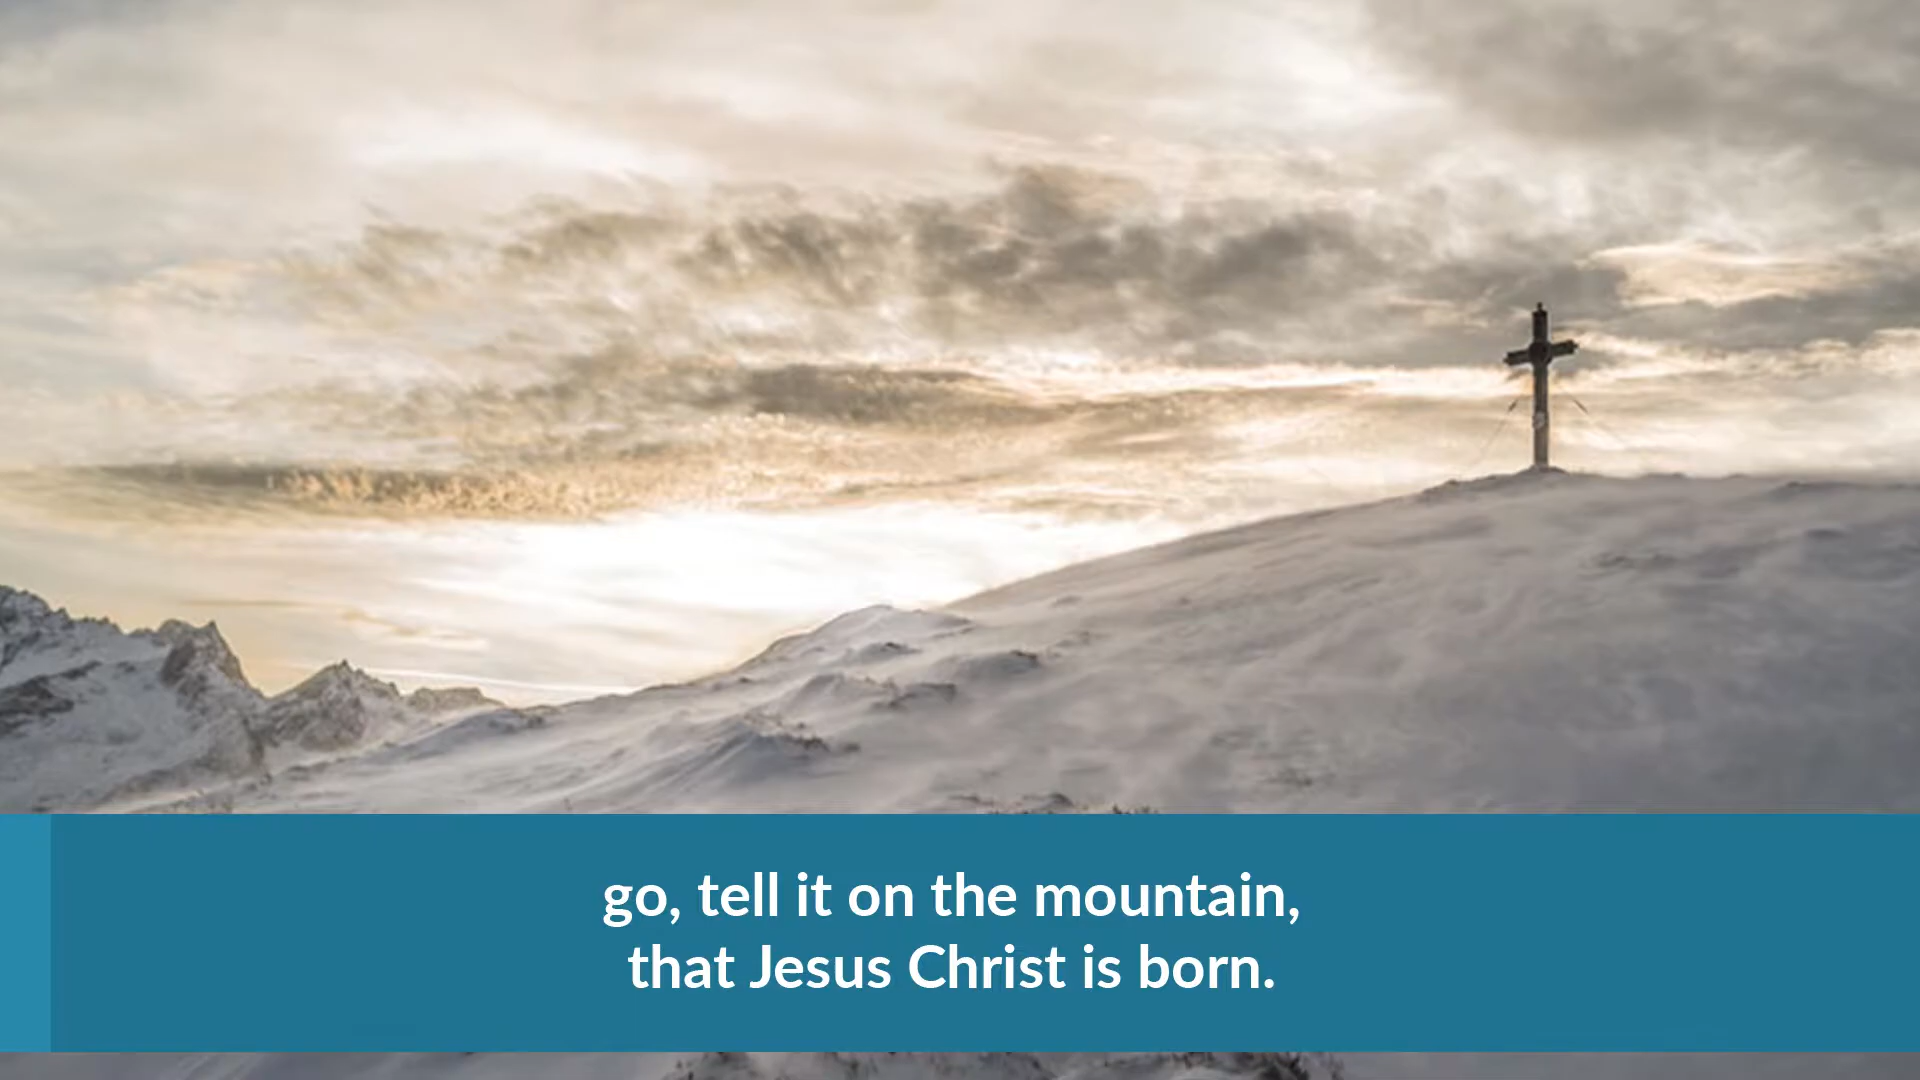 go, tell it on the mountain,
that Jesus Christ is born.